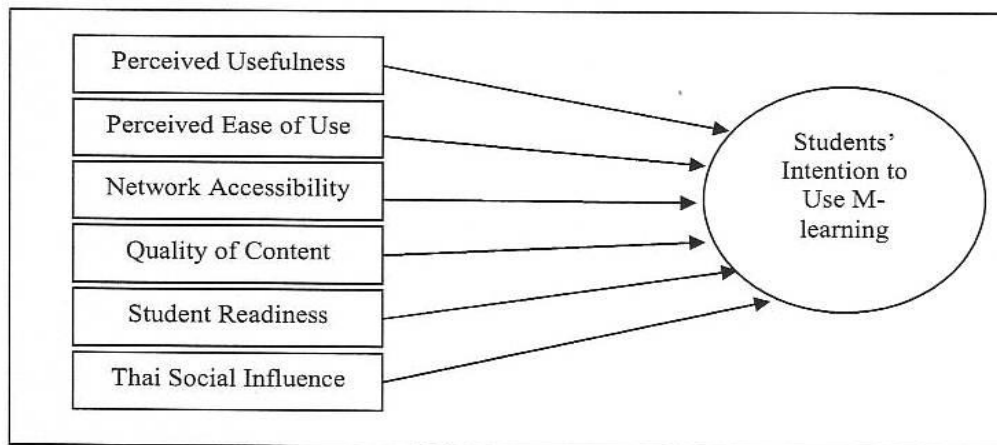 Perceived Usefulness
Perceived Ease of Use
Network Accessibility
Quality of Content
Student Readiness
Thai Social Influence
Students’
Intention to
Use M-
learning